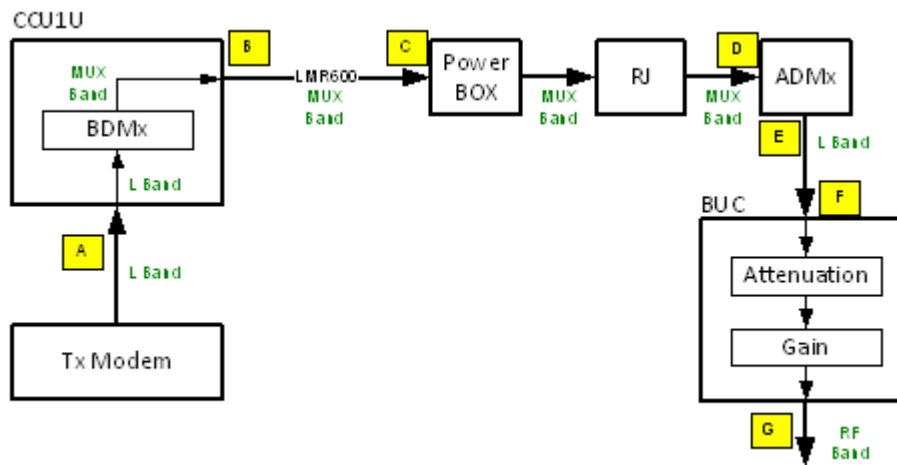 CCU1U
B
C
D
MUX
Band
BDMx
L Band
LMR600
MUX
Band
Power
BOX
MUX
Band
RJ
MUX
Band
ADMx
E
L Band
A
L Band
Tx Modem
BUC
F
Attenuation
Gain
G
RF
Band